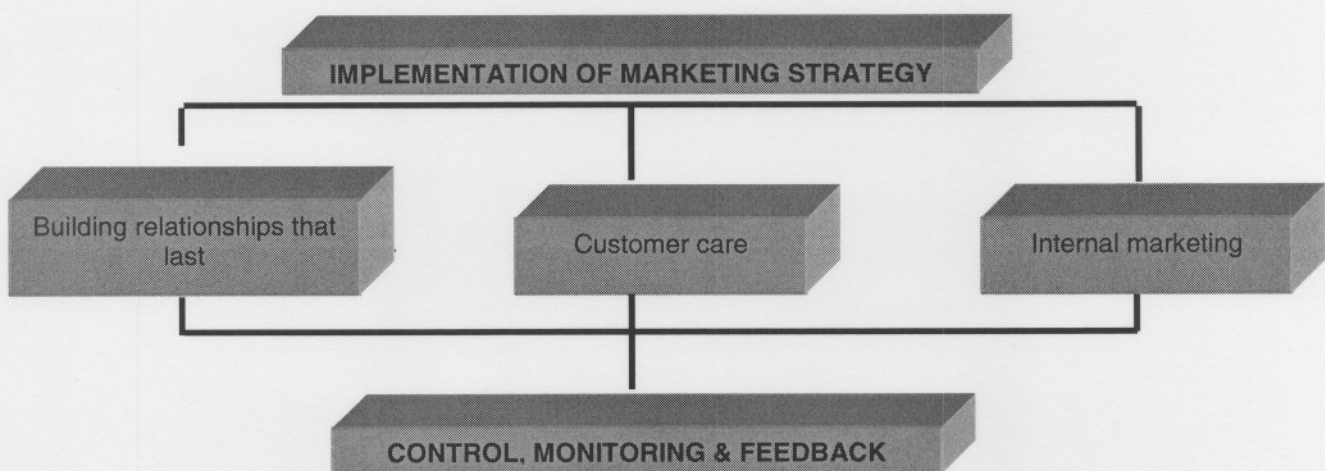 IMPLEMENTATION OF MARKETING STRATEGY
Building relationships that
last
Customer care
Internal marketing
CONTROL, MONITORING & FEEDBACK